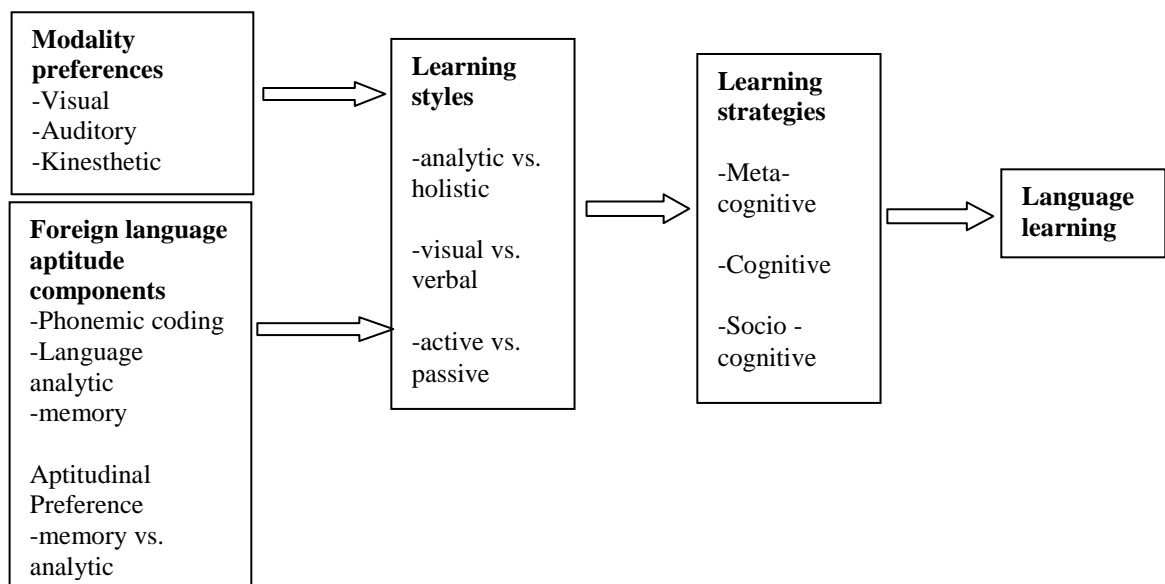 Modality
preferences
-Visual
-Auditory
-Kinesthetic
Foreign language
aptitude
components
-Phonemic coding
-Language
analytic
-memory
Aptitudinal
Preference
-memory vs.
analytic
Learning
styles
-analytic vs.
holistic
-visual vs.
verbal
-active vs.
passive
Learning
strategies
-Meta-
cognitive
-Cognitive
-Socio -
cognitive
Language
learning